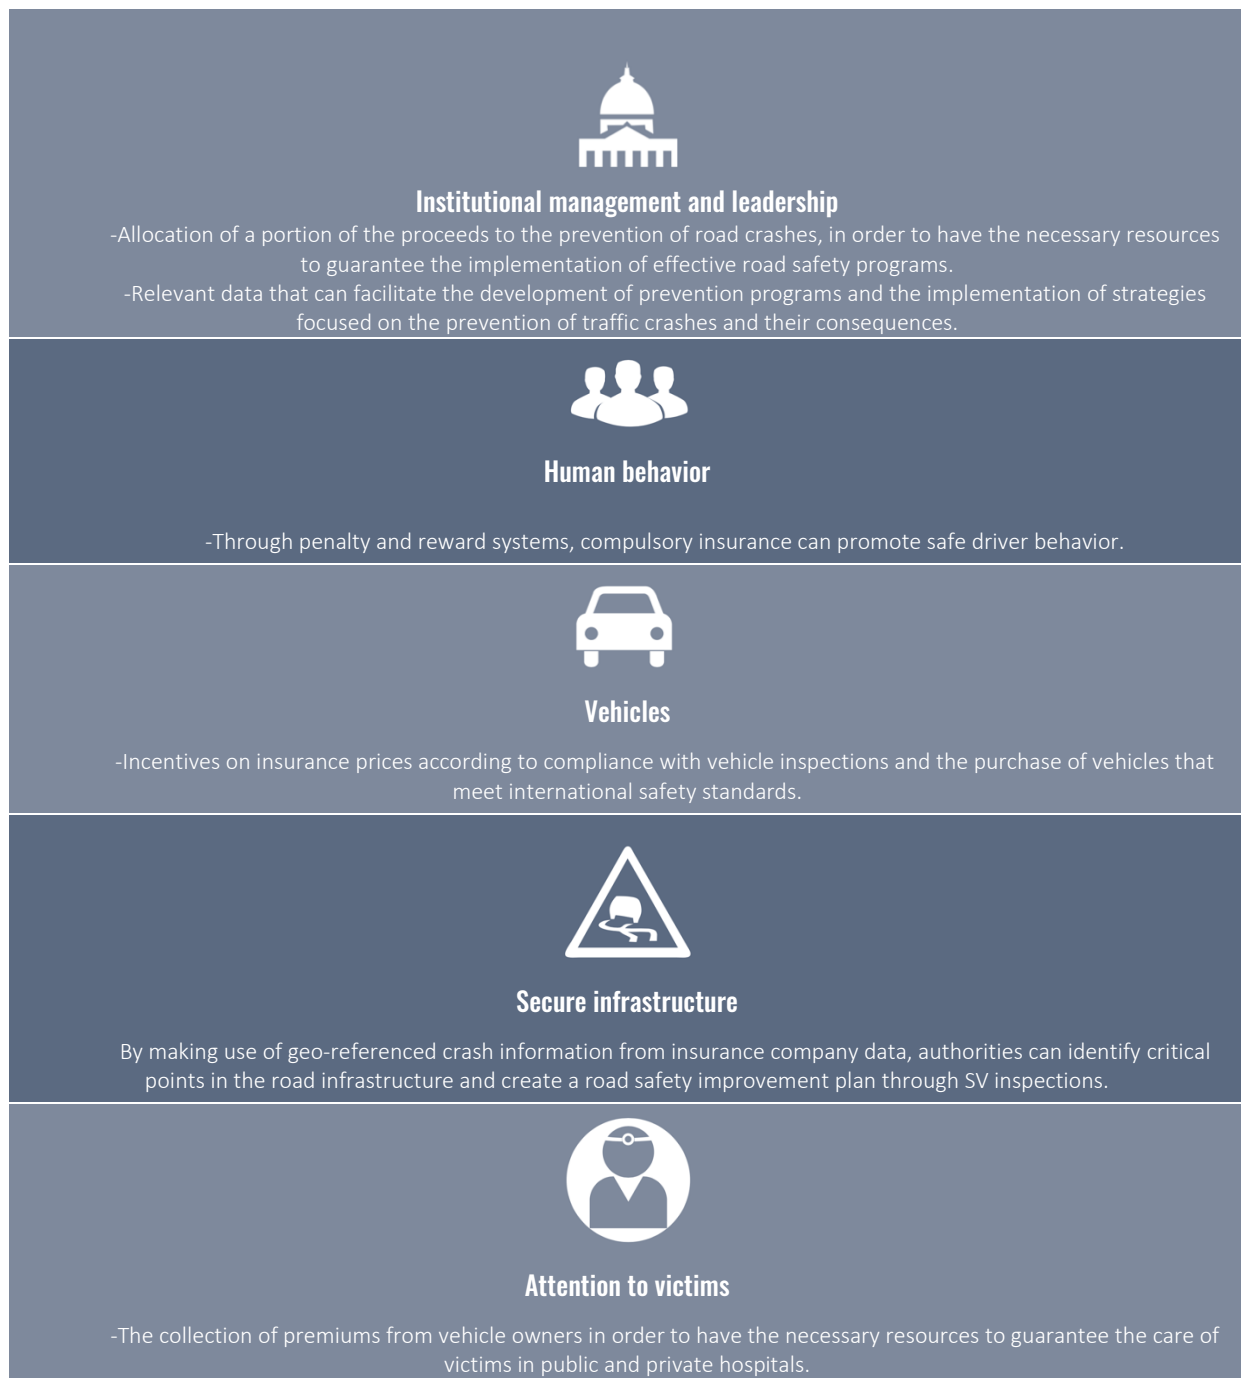 Institutional management and leadership
-Allocation of a portion of the proceeds to the prevention of road crashes, in order to have the necessary resources
to guarantee the implementation of effective road safety programs.
-Relevant data that can facilitate the development of prevention programs and the implementation of strategies
focused on the prevention of traffic crashes and their consequences.
Human behavior
-Through penalty and reward systems, compulsory insurance can promote safe driver behavior.
Vehicles
-Incentives on insurance prices according to compliance with vehicle inspections and the purchase of vehicles that
meet international safety standards.
Secure infrastructure
By making use of geo-referenced crash information from insurance company data, authorities can identify critical
points in the road infrastructure and create a road safety improvement plan through SV inspections.
Attention to victims
-The collection of premiums from vehicle owners in order to have the necessary resources to guarantee the care of
victims in public and private hospitals.